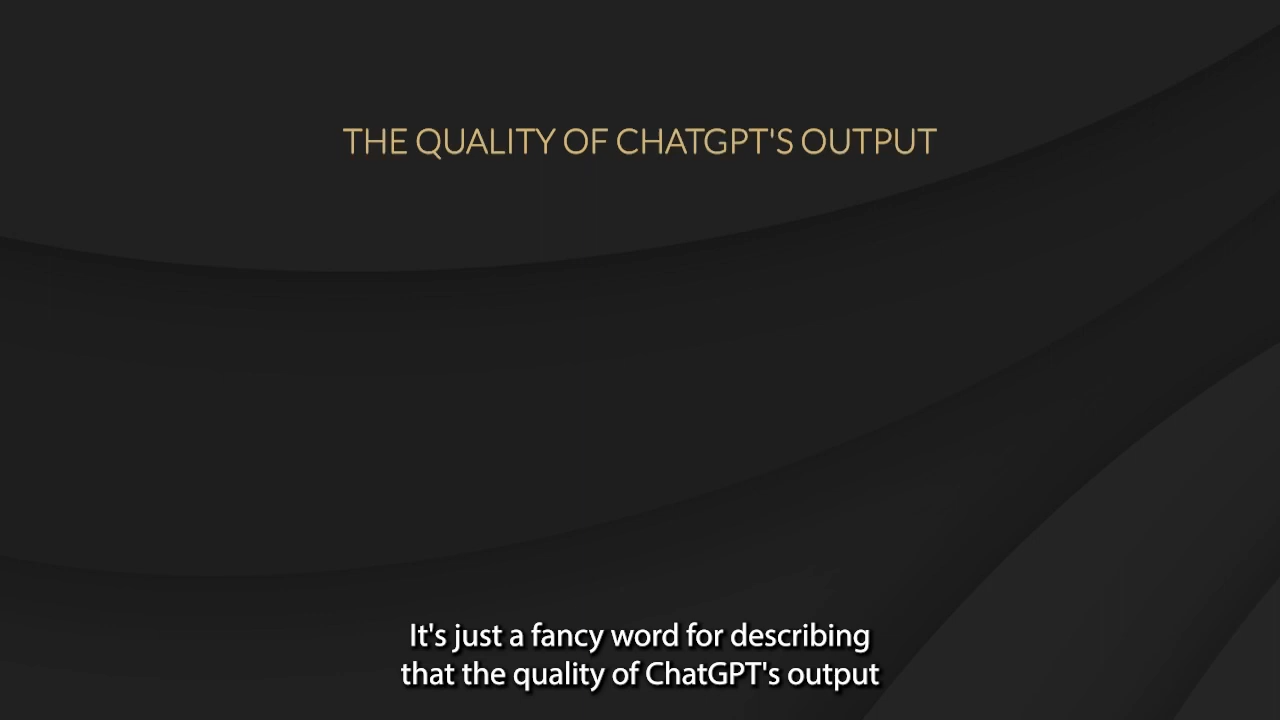 THE QUALITY OF CHATGPT'S OUTPUT
It's just a fancy word for describing
that the quality of ChatGPT's output